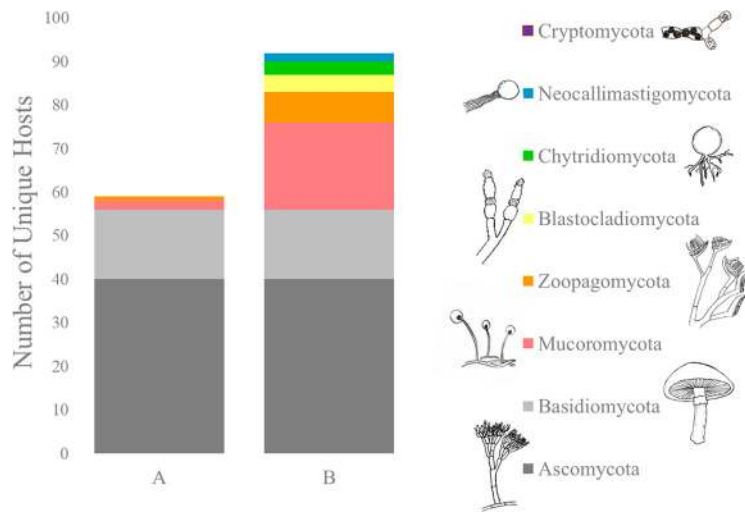 Number of Unique Hosts
100
90
80
70
60
50
40
30
20
10
0
A
B
Cryptomycota
Neocallimastigomycota
Chytridiomycota
Blastocladiomycota
Zoopagomycota
Mucoromycota
Basidiomycota
Ascomycota